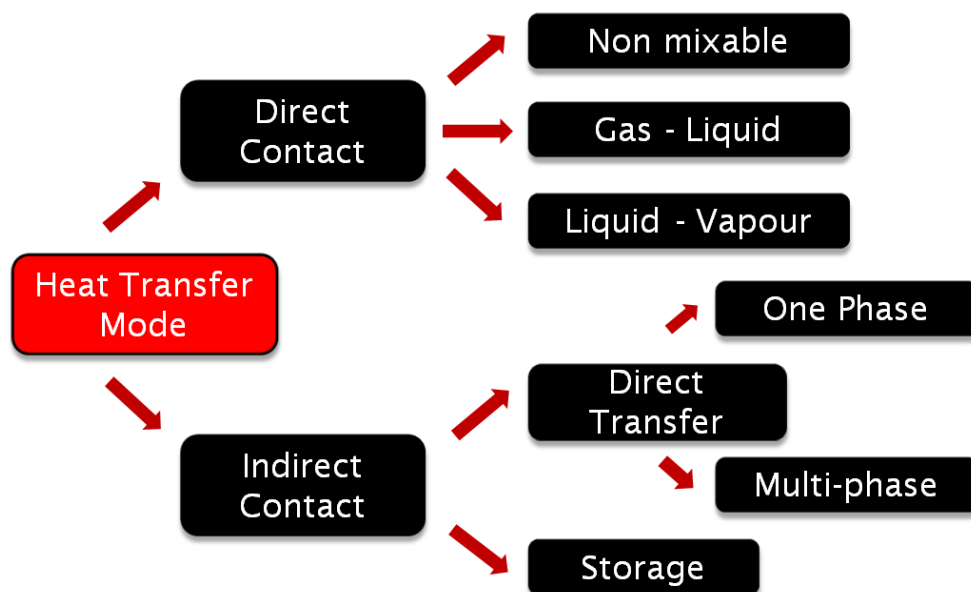 Non mixable
Direct
Contact
Gas - Liquid
Liquid - Vapour
Heat Transfer
Mode
One Phase
Direct
Transfer
Indirect
Contact
Multi-phase
Storage